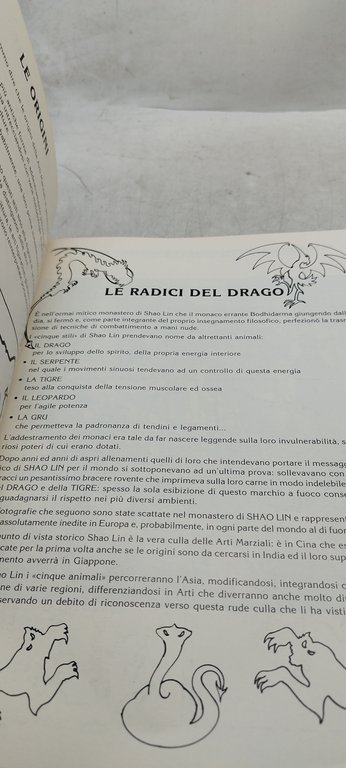 LE ORIGINI
LE RADICI DEL DRAGO
È nell'ormai mitico monastero di Shao Lin che il monaco errante Bodhidarma giungendo dall'
dia, si fermò e, come parte integrante del proprio insegnamento filosofico, perfezionò la
sione di tecniche di combattimento a mani nude.
I «cinque stili» di Shao Lin prendevano nome da altrettanti animali:
• IL DRAGO
per lo sviluppo dello spirito, della propria energia interiore
• IL SERPENTE
nel quale i movimenti sinuosi tendevano ad un controllo di questa energia
• LA TIGRE
teso alla conquista della tensione muscolare ed ossea
• IL LEOPARDO
per l'agile potenza
• LA GRU
che permetteva la padronanza di tendini e legamenti...
L'addestramento dei monaci era tale da far nascere leggende sulla loro invulnerabilità, s
riosi poteri di cui erano dotati.
Dopo anni ed anni di aspri allenamenti quelli di loro che intendevano portare il messagg
ico di SHAO LIN per il mondo si sottoponevano ad un'ultima prova: sollevavano con
racci un pesantissimo bracere rovente che imprimeva sulla loro carne in modo indelebile
el DRAGO e della TIGRE: spesso la sola esibizione di questo marchio a fuoco conse
guadagnarsi il rispetto nei più diversi ambienti.
fotografie che seguono sono state scattate nel monastero di SHAO LIN e rappresent
assolutamente inedite in Europa e, probabilmente, in ogni parte del mondo al di fuor
punto di vista storico Shao Lin è la vera culla delle Arti Marziali: è in Cina che es
cate per la prima volta anche se le origini sono da cercarsi in India ed il loro sup
mento avverrà in Giappone.
ao Lin i «cinque animali» percorreranno l'Asia, modificandosi, integrandosi c
ne di varie regioni, differenziandosi in Arti che diverranno anche molto di
servando un debito di riconoscenza verso questa rude culla che li ha visti